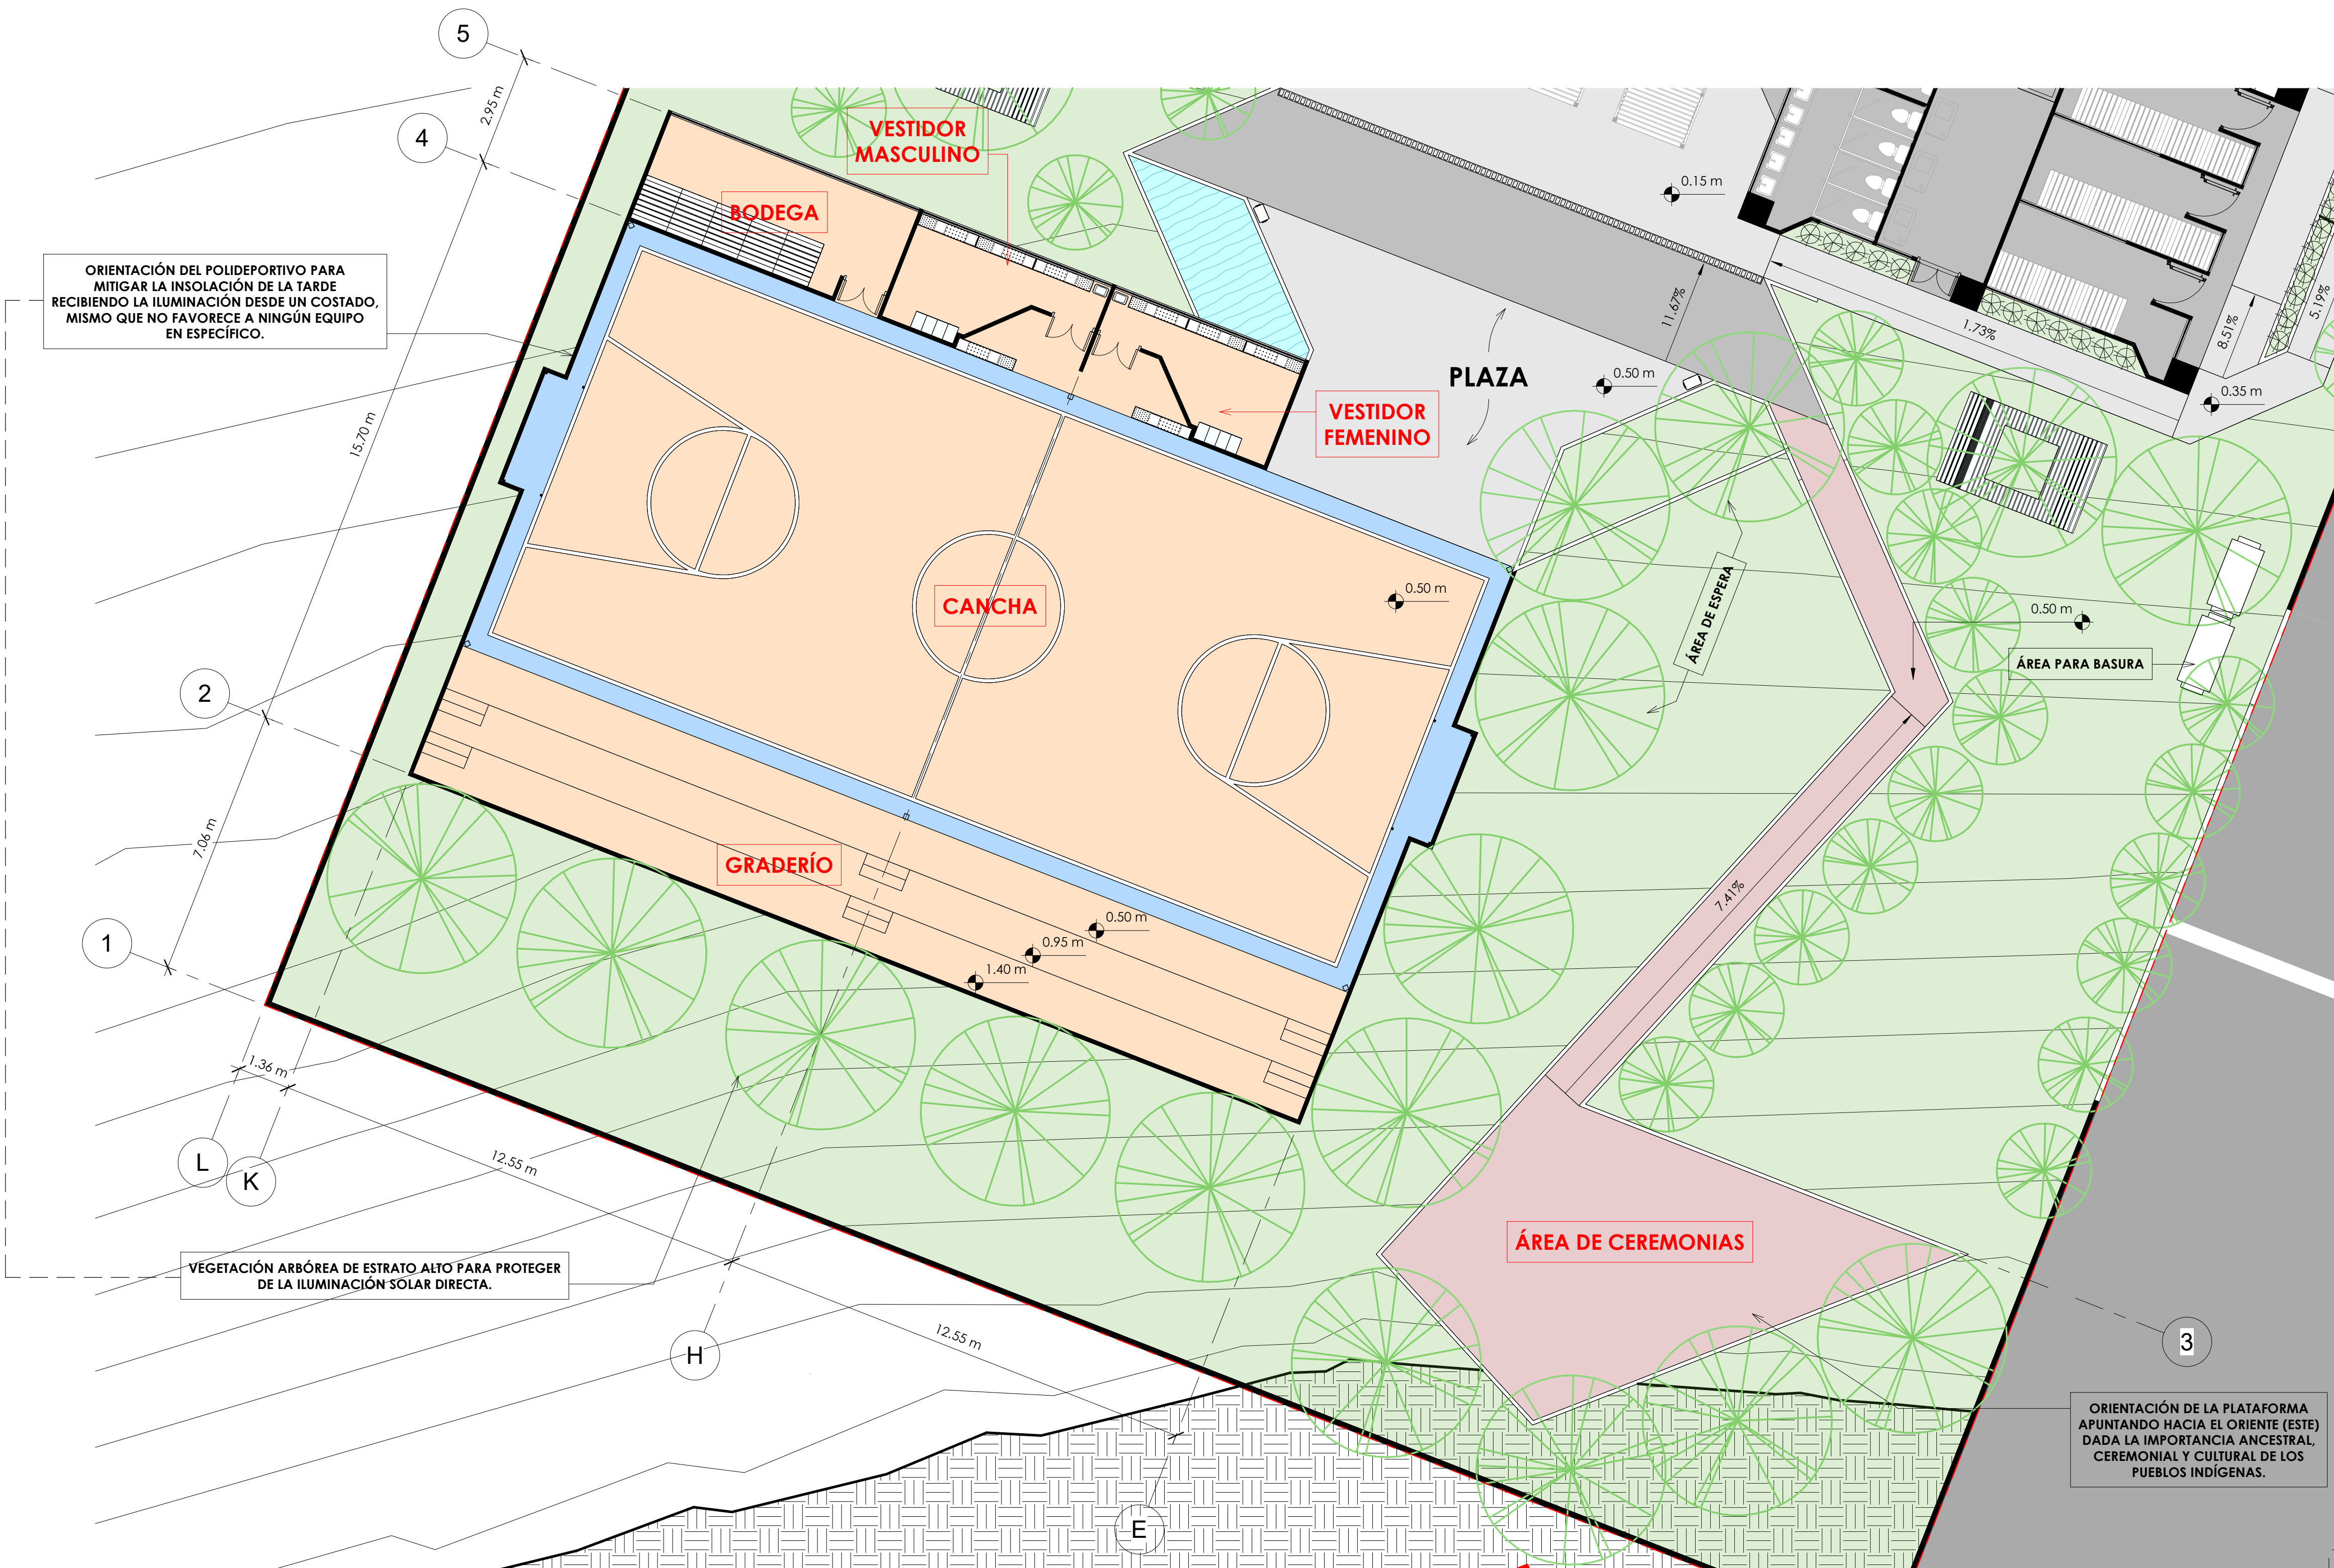 5
2.95 m
4
VESTIDOR
MASCULINO
BODEGA
0.15 m
ORIENTACIÓN DEL POLIDEPORTIVO PARA
MITIGAR LA INSOLACIÓN DE LA TARDE
RECIBIENDO LA ILUMINACIÓN DESDE UN COSTADO,
MISMO QUE NO FAVORECE A NINGÚN EQUIPO
EN ESPECÍFICO.
11.67%
1.73%
8.51%
5.19%
PLAZA
0.50 m
0.35 m
VESTIDOR
FEMENINO
15.70 m
CANCHA
0.50 m
ÁREA DE ESPERA
0.50 m
ÁREA PARA BASURA
2
7.06 m
GRADERÍO
7.41%
0.50 m
0.95 m
1.40 m
1
1.36 m
L
K
12.55 m
ÁREA DE CEREMONIAS
VEGETACIÓN ARBÓREA DE ESTRATO ALTO PARA PROTEGER
DE LA ILUMINACIÓN SOLAR DIRECTA.
12.55 m
H
3
ORIENTACIÓN DE LA PLATAFORMA
APUNTANDO HACIA EL ORIENTE (ESTE)
DADA LA IMPORTANCIA ANCESTRAL,
CEREMONIAL Y CULTURAL DE LOS
PUEBLOS INDÍGENAS.
E